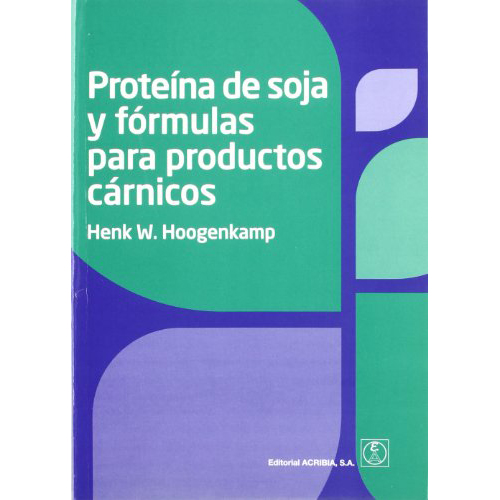 Proteína de soja
y fórmulas
para productos
cárnicos
Henk W. Hoogenkamp
Editorial ACRIBIA, S.A.